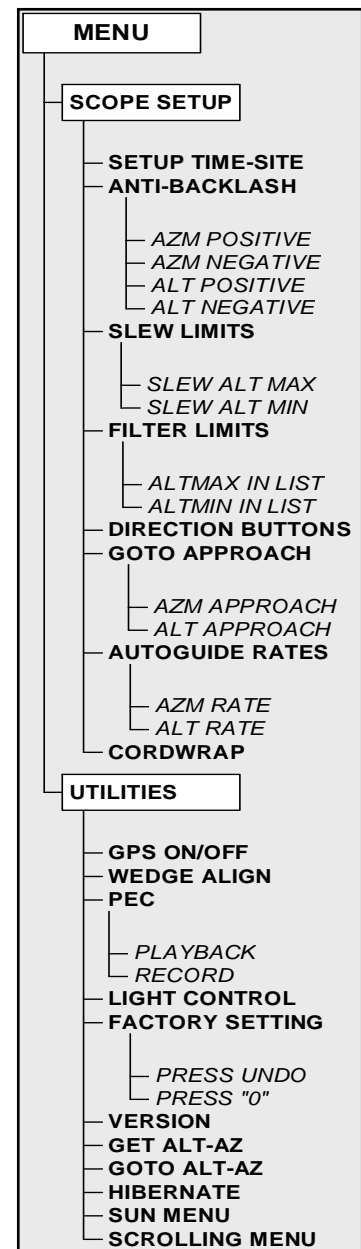 MENU
SCOPE SETUP
SETUP TIME-SITE
ANTI-BACKLASH
AZM POSITIVE
AZM NEGATIVE
ALT POSITIVE
ALT NEGATIVE
SLEW LIMITS
SLEW ALT MAX
SLEW ALT MIN
FILTER LIMITS
ALTMAX IN LIST
ALTMIN IN LIST
DIRECTION BUTTONS
GOTO APPROACH
AZM APPROACH
ALT APPROACH
AUTOGUIDE RATES
AZM RATE
ALT RATE
CORDWRAP
UTILITIES
GPS ON/OFF
WEDGE ALIGN
PEC
PLAYBACK
RECORD
LIGHT CONTROL
FACTORY SETTING
PRESS UNDO
PRESS "0"
VERSION
GET ALT-AZ
GOTO ALT-AZ
HIBERNATE
SUN MENU
SCROLLING MENU